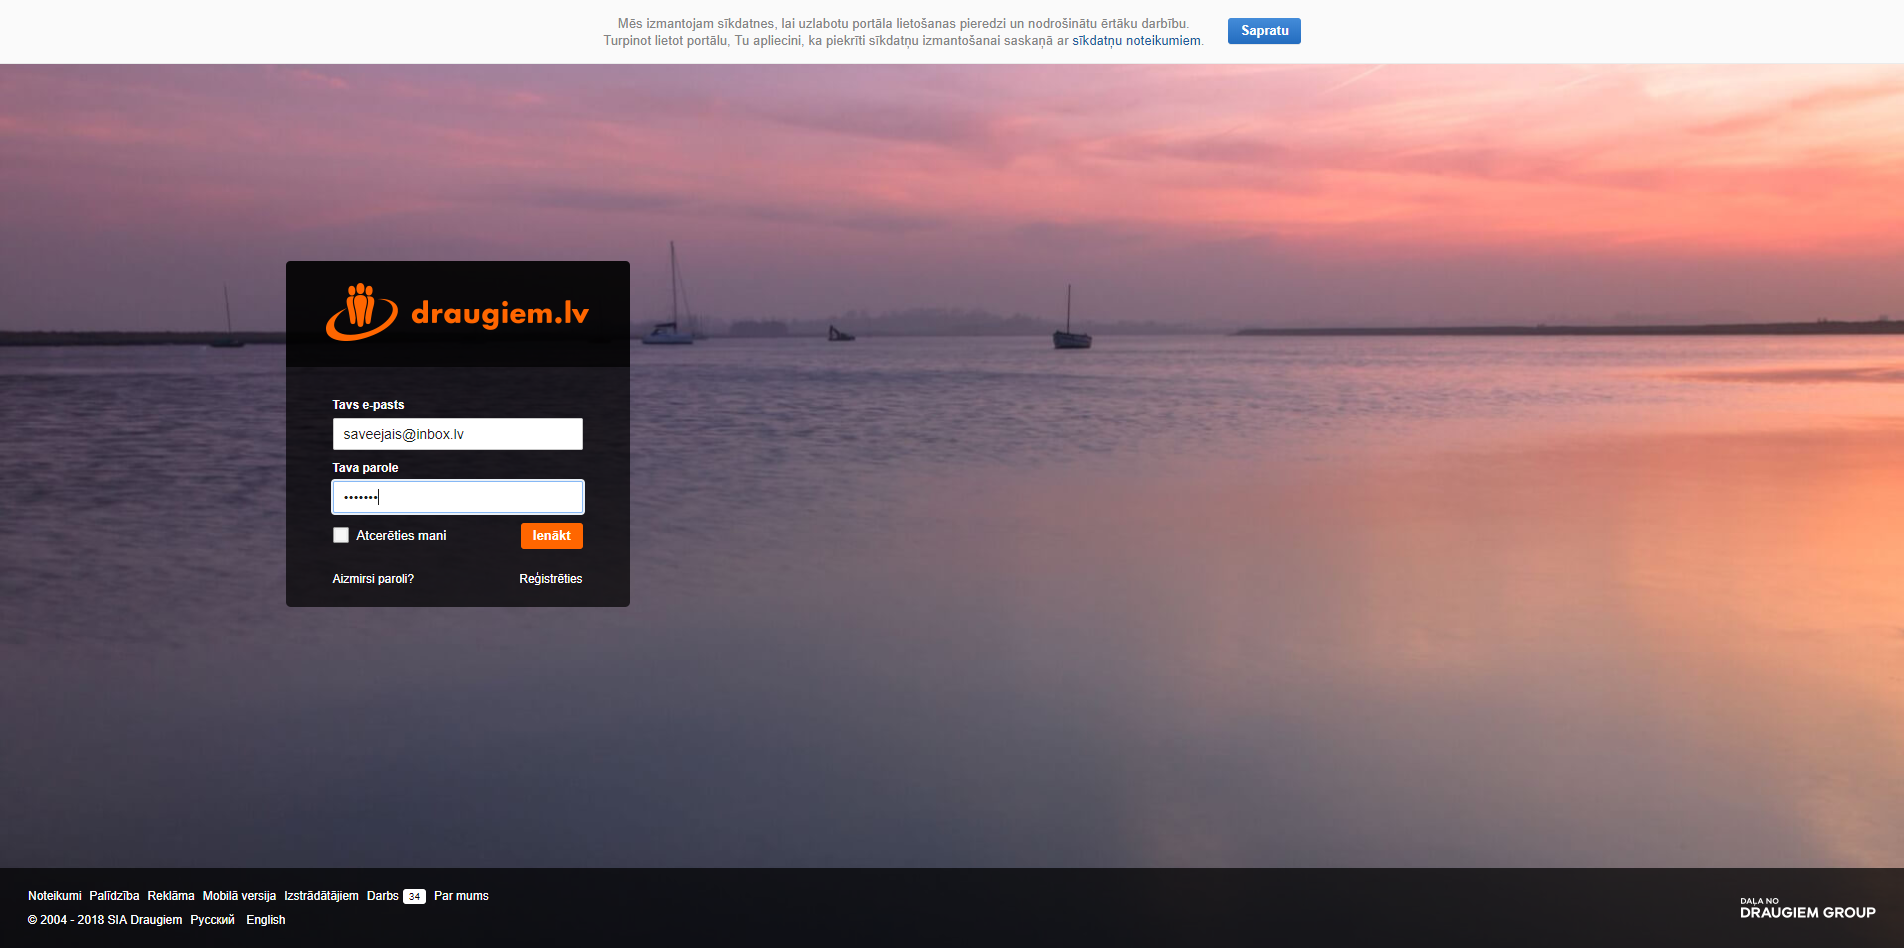 Mēs izmantojam sīkdatnes, lai uzlabotu portāla lietošanas pieredzi un nodrošinātu ērtāku darbību.
Turpinot lietot portālu, Tu apliecini, ka piekrīti sīkdatņu izmantošanai saskaņā ar sīkdatņu noteikumiem.
Sapratu
draugiem.lv
Tavs e-pasts
saveejais@inbox.lv
Tava parole
•••••••
Atcerēties mani
Ienākt
Aizmirsi paroli?
Reģistrēties
Noteikumi Palīdzība Reklāma Mobilā versija Izstrādātājiem Darbs 34 Par mums
© 2004 - 2018 SIA Draugiem Русский English
DAĻA NO
DRAUGIEM GROUP